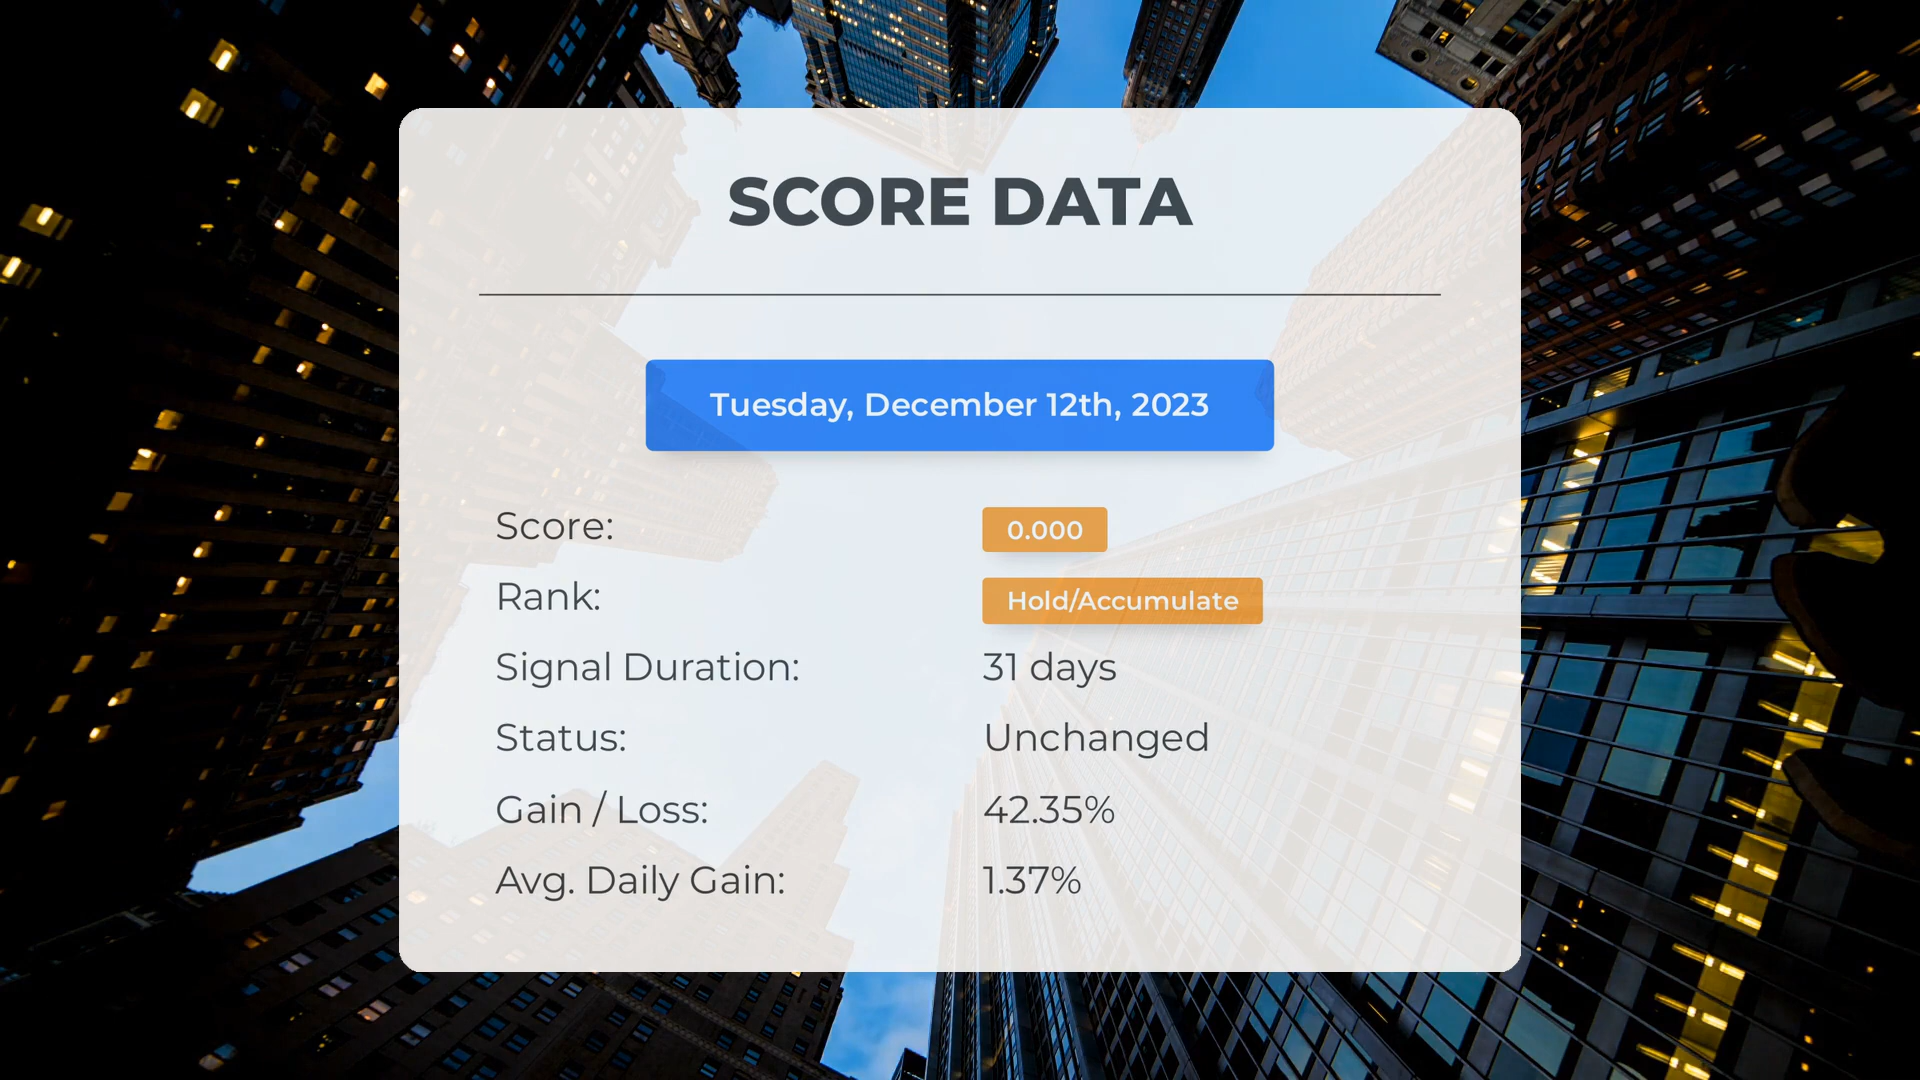 SCORE DATA
Tuesday, December 12th, 2023
Score: 0.000
Rank: Hold/Accumulate
Signal Duration: 31 days
Status: Unchanged
Gain / Loss: 42.35%
Avg. Daily Gain: 1.37%